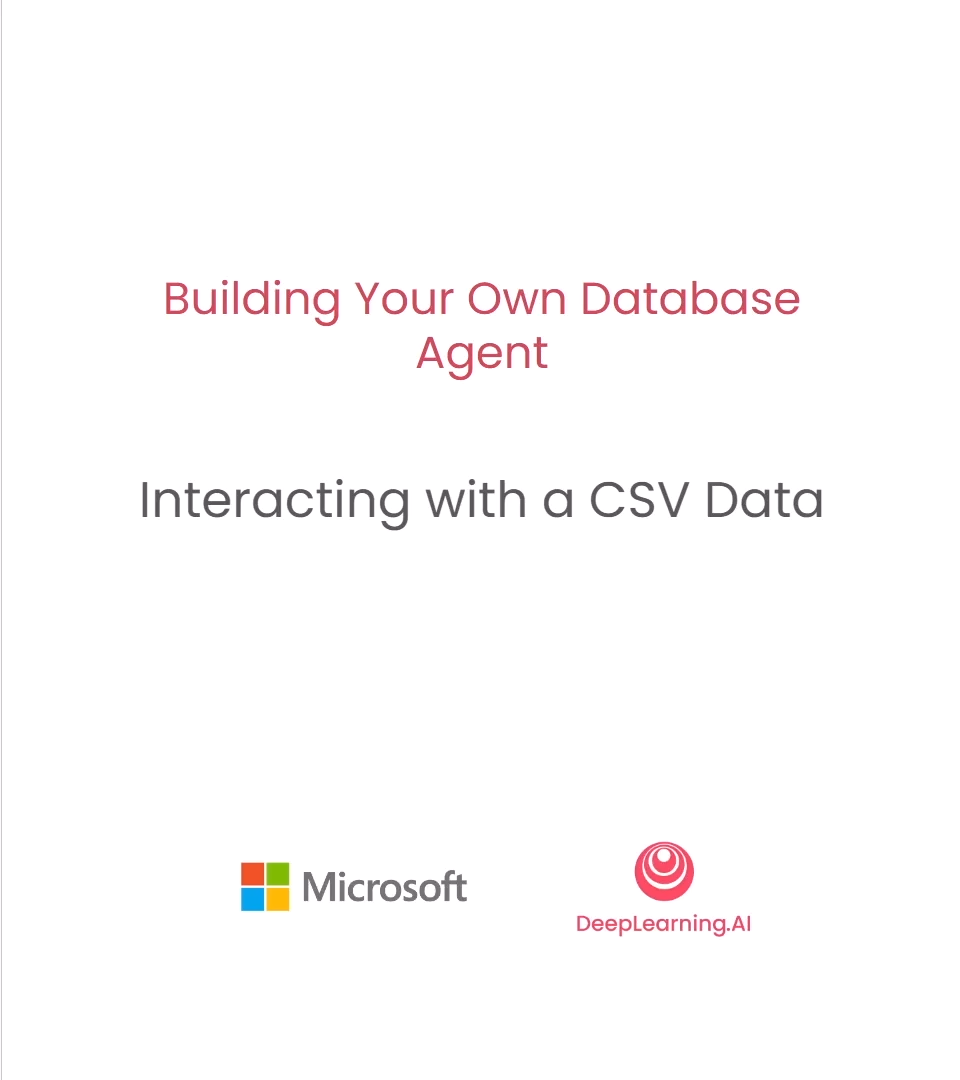 Building Your Own Database
Agent
Interacting with a CSV Data
Microsoft
DeepLearning.AI